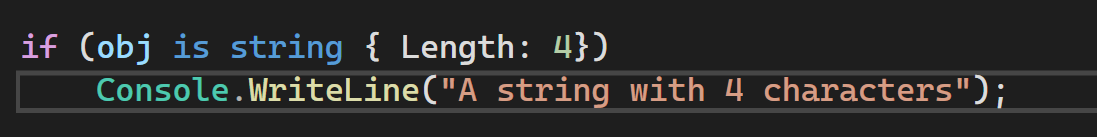 if (obj is string { Length: 4})
Console.WriteLine("A string with 4 characters");